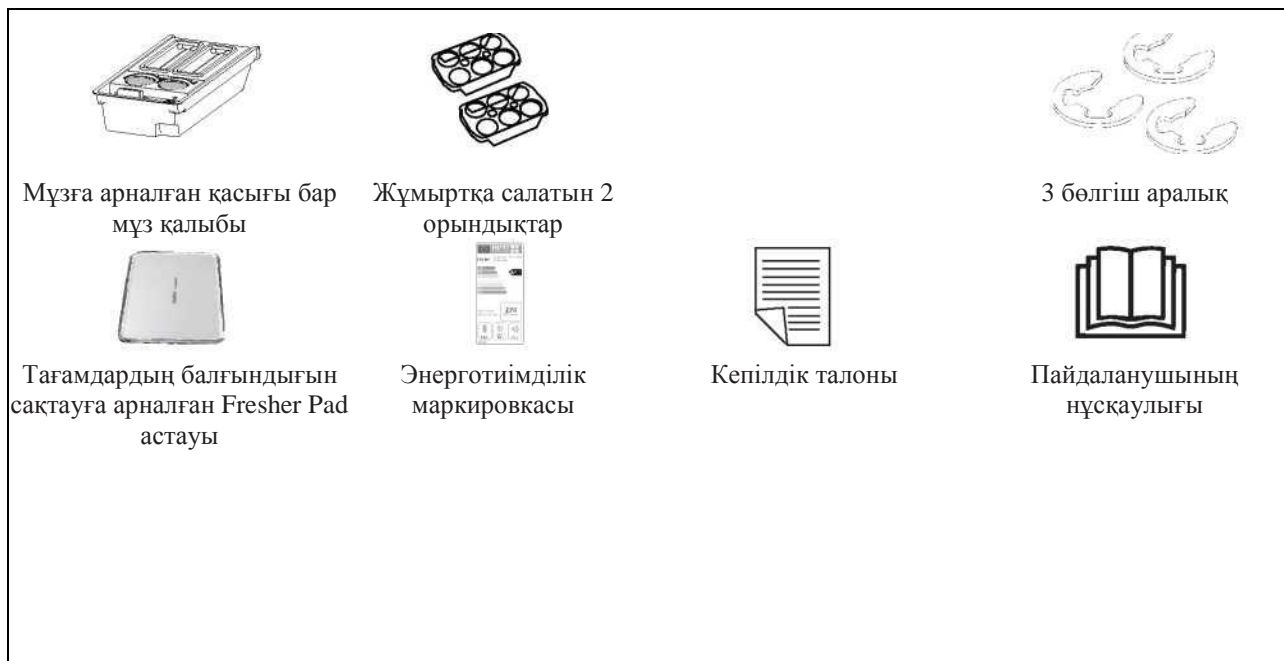 Мұзға арналған қасығы бар
мұз қалыбы
Жұмыртқа салатын 2
орындықтар
3 бөлгіш аралық
Тағамдардың балғындығын
сақтауға арналған Fresher Pad
астауы
Энерготиімділік
маркировкасы
Кепілдік талоны
Пайдаланушының
нұсқаулығы